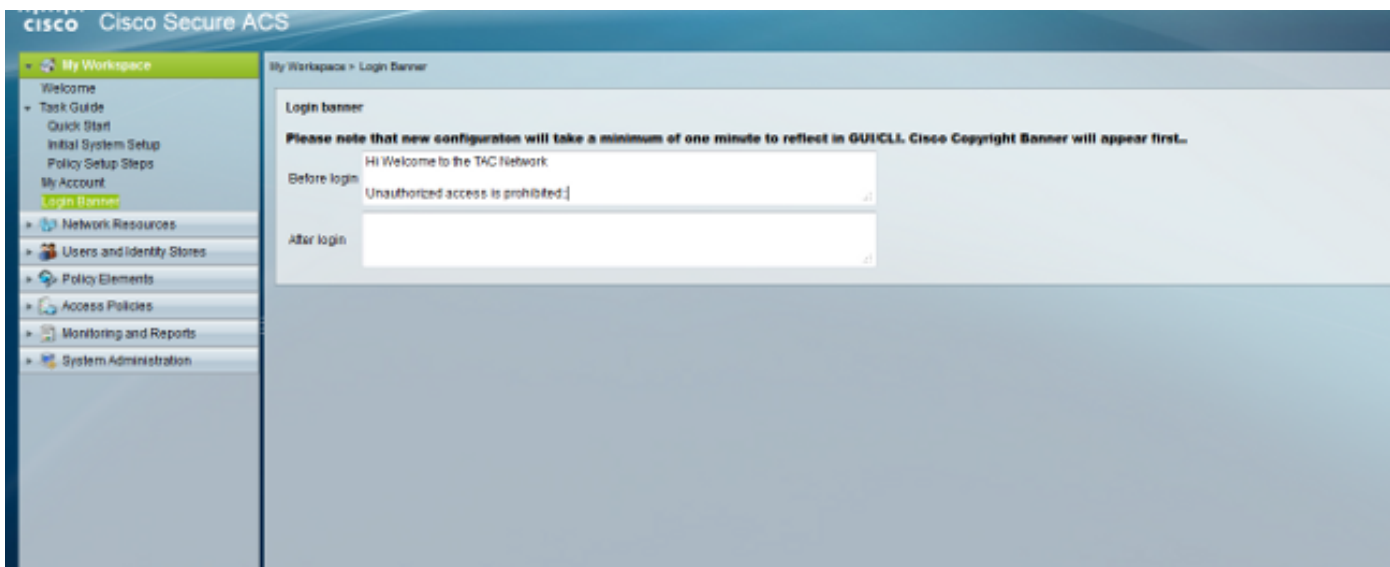 CISCO Cisco Secure ACS
My Workspace
Welcome
Task Guide
Quick Start
Initial System Setup
Policy Setup Steps
My Account
Login Banner
Network Resources
Users and Identity Stores
Policy Elements
Access Policies
Monitoring and Reports
System Administration
My Workspace > Login Banner
Login banner
Please note that new configuraton will take a minimum of one minute to reflect in GUI/CLI. Cisco Copyright Banner will appear first..
Before login
Hi Welcome to the TAC Network
Unauthorized access is prohibited:
After login